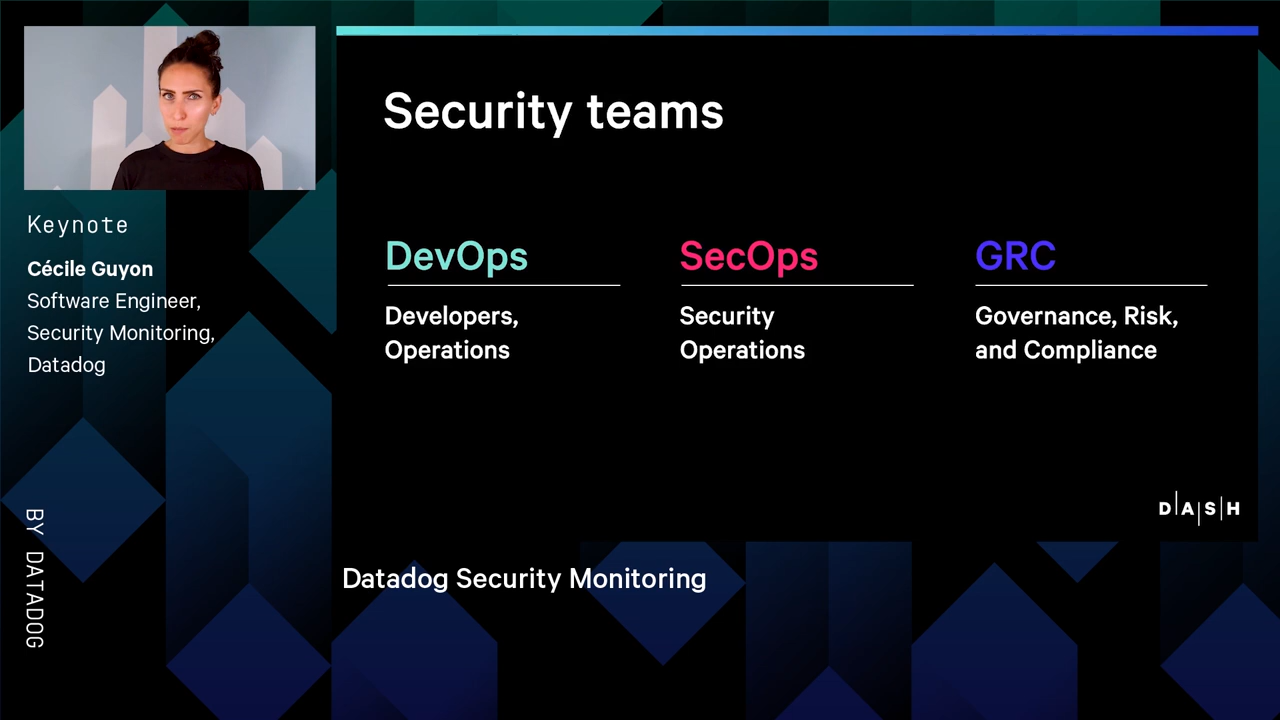 Keynote
Cécile Guyon
Software Engineer,
Security Monitoring,
Datadog
BY DATADOG
Security teams
DevOps
Developers,
Operations
SecOps
Security
Operations
GRC
Governance, Risk,
and Compliance
DASH
Datadog Security Monitoring